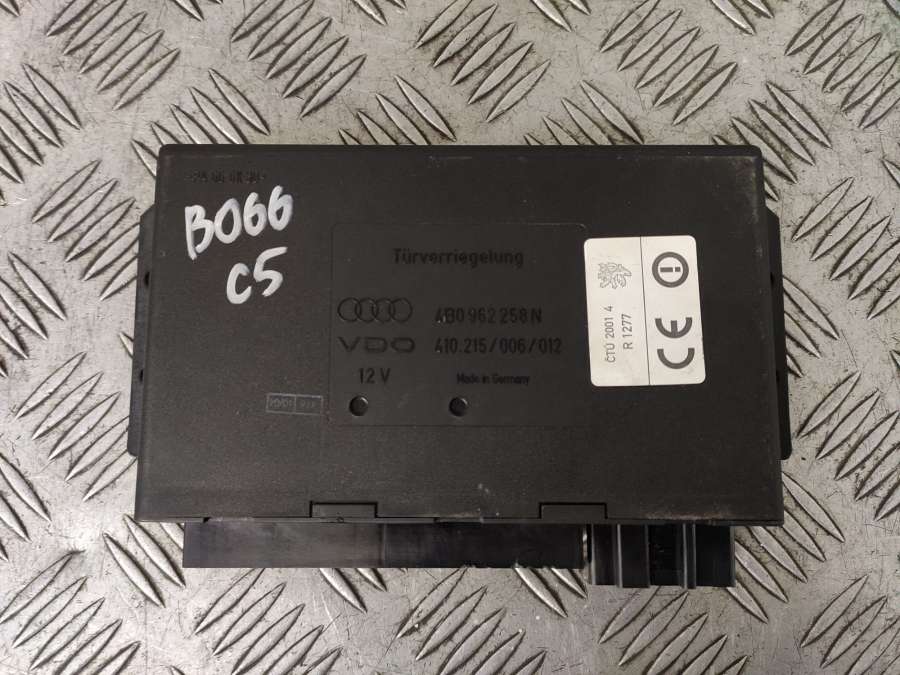 B066
C5
Türverriegelung
4B0 962 258 N
VDO 410.215/006/012
12 V Made in Germany
ČTÚ 2001 4
R 1277
CE